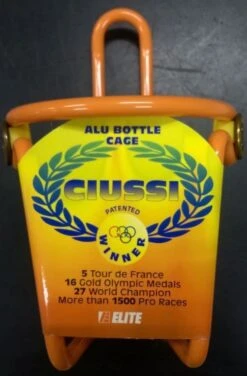 ALU BOTTLE
CAGE
CIUSSI
PATENTED
WINNER
5 Tour de France
16 Gold Olympic Medals
27 World Champion
More than 1500 Pro Races
ELITE